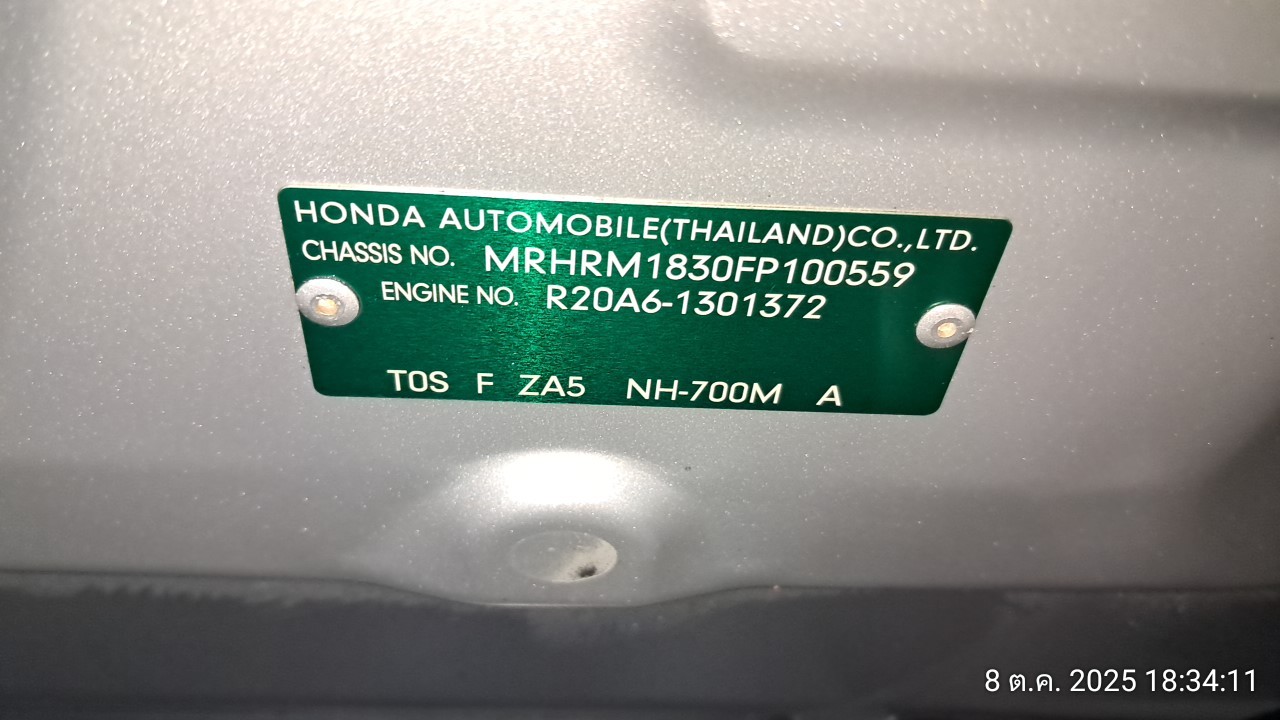 HONDA AUTOMOBILE(THAILAND)CO.,LTD.
CHASSIS NO. MRHRM1830FP100559
ENGINE NO. R20A6-1301372
TOS F ZA5 NH-700M A
8 ต.ค. 2025 18:34:11